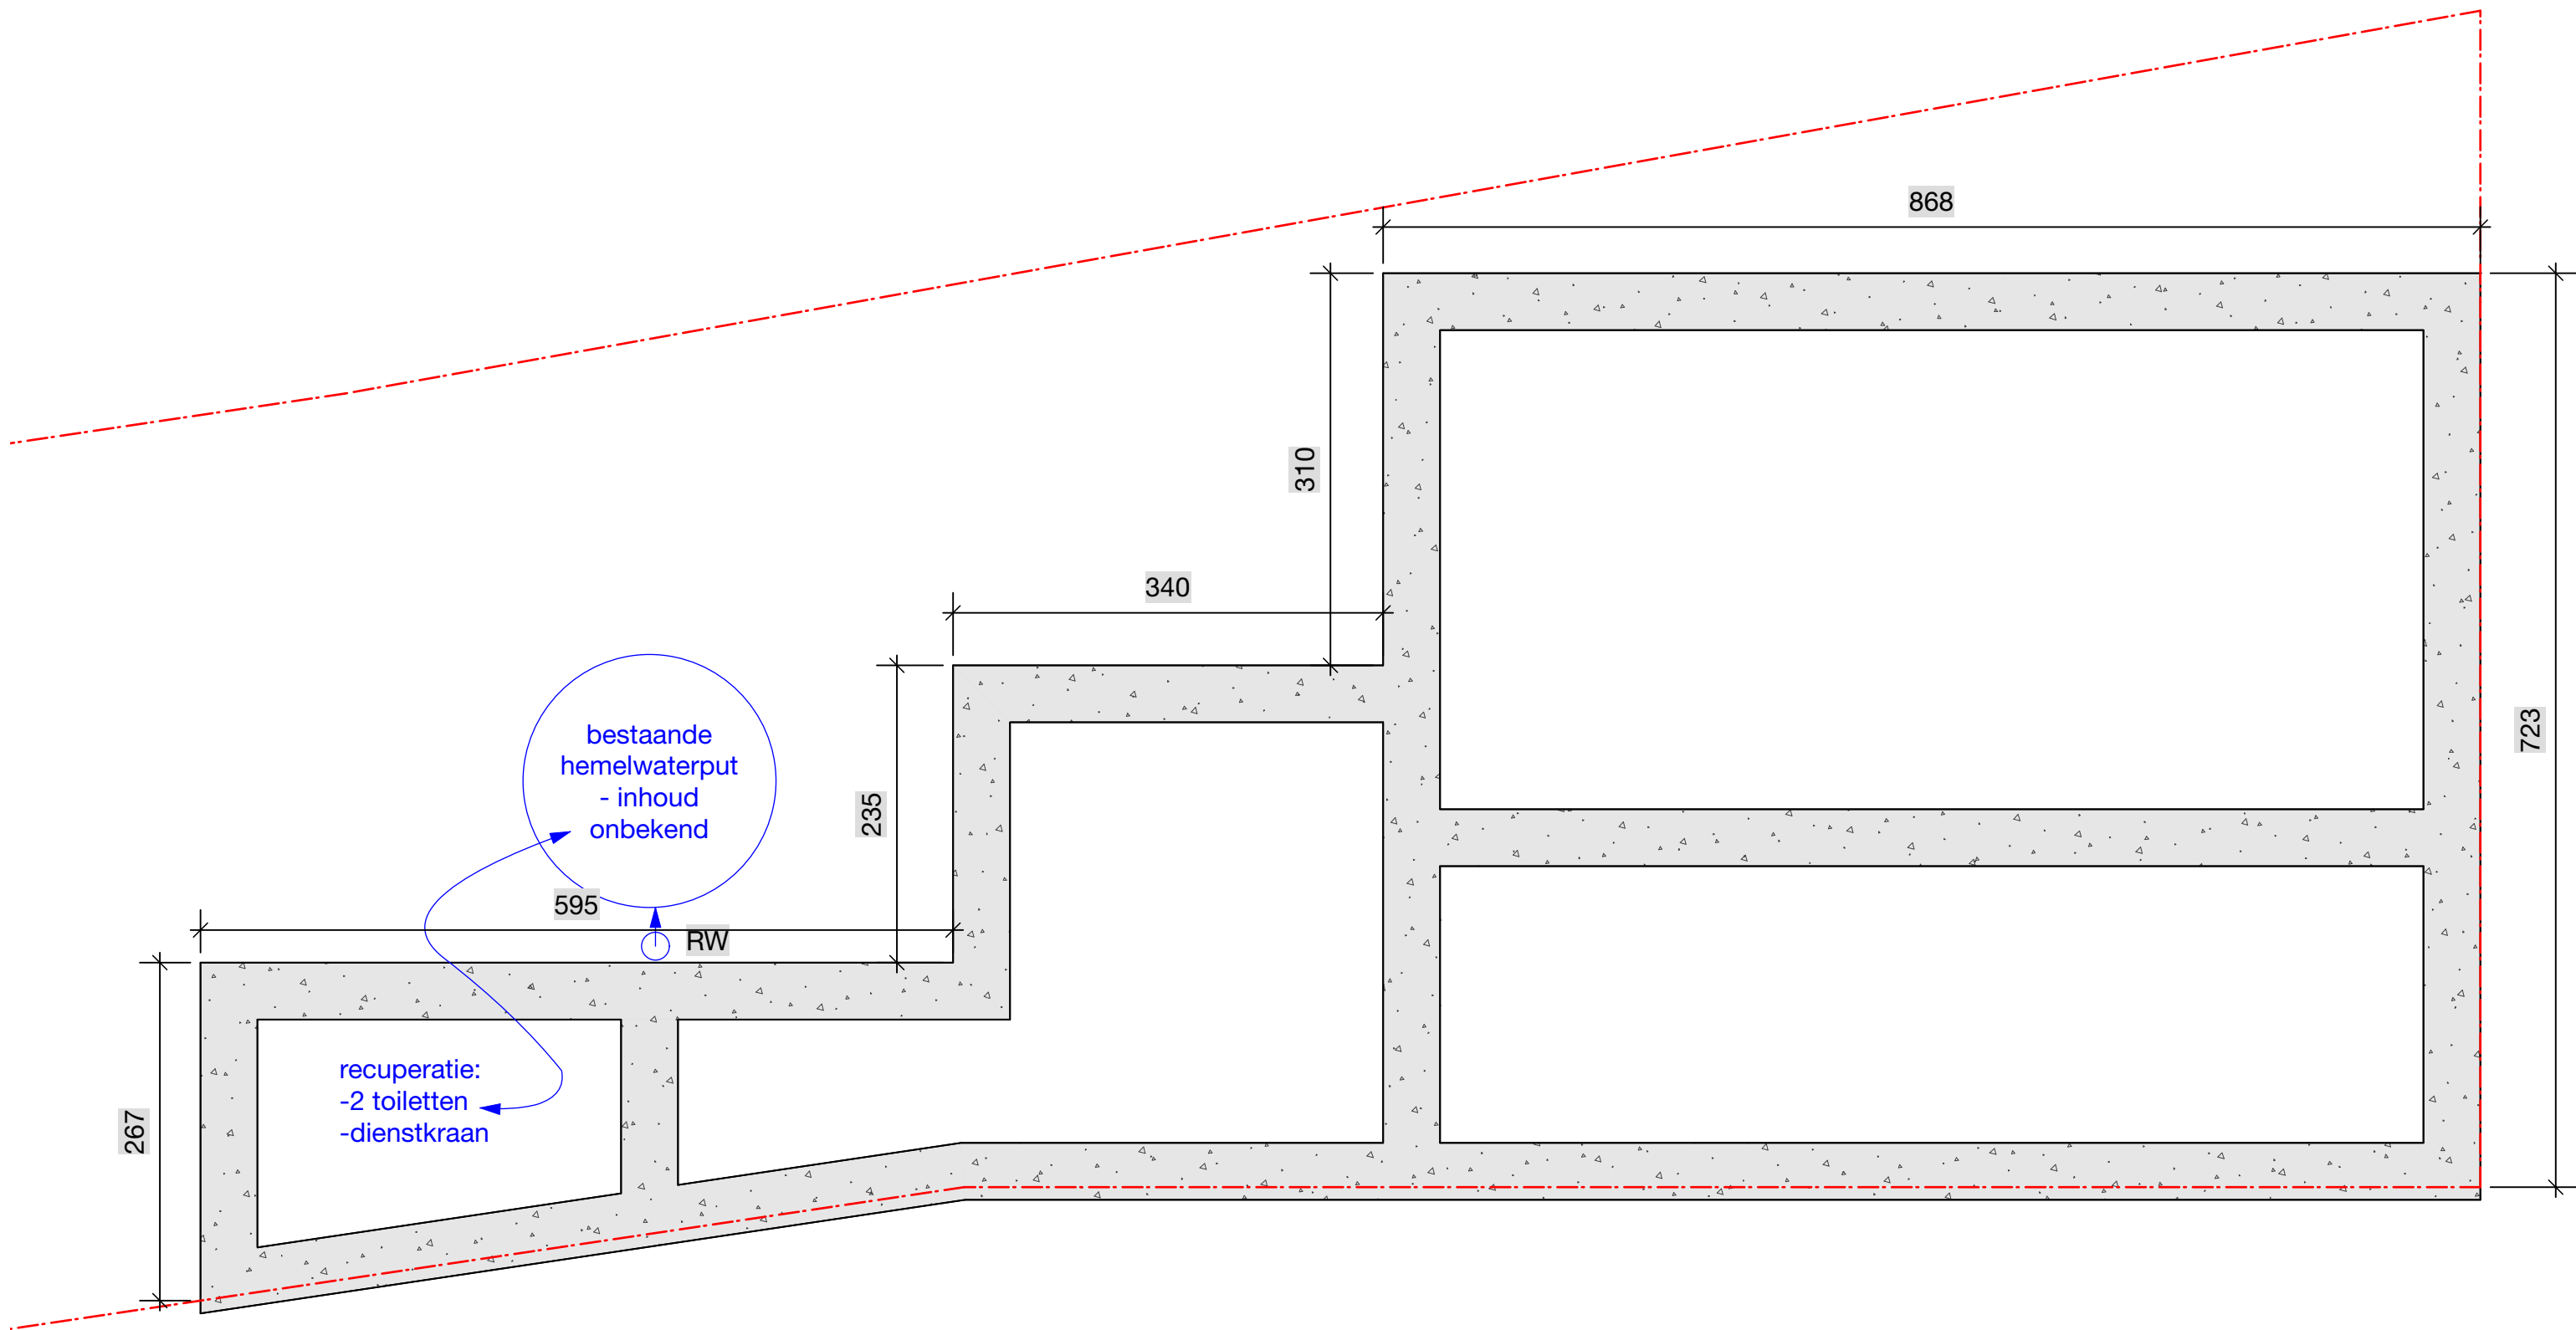 868
310
723
340
bestaande
hemelwaterput
- inhoud
onbekend
235
595
RW
recuperatie:
-2 toiletten
-dienstkraan
267